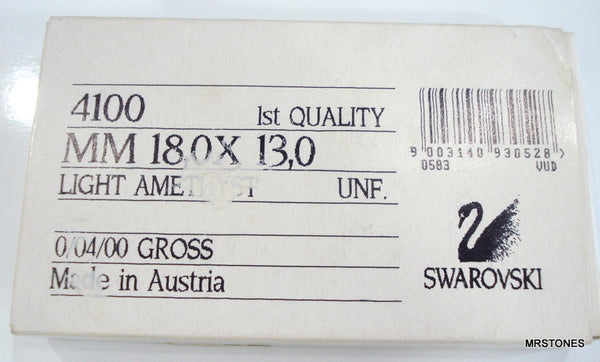 4100 1st QUALITY
MM 18,0X 13,0
LIGHT AMETHYST UNF.
0/04/00 GROSS
Made in Austria
9 003140 930528 >
0583 VUD
SWAROVSKI
MRSTONES